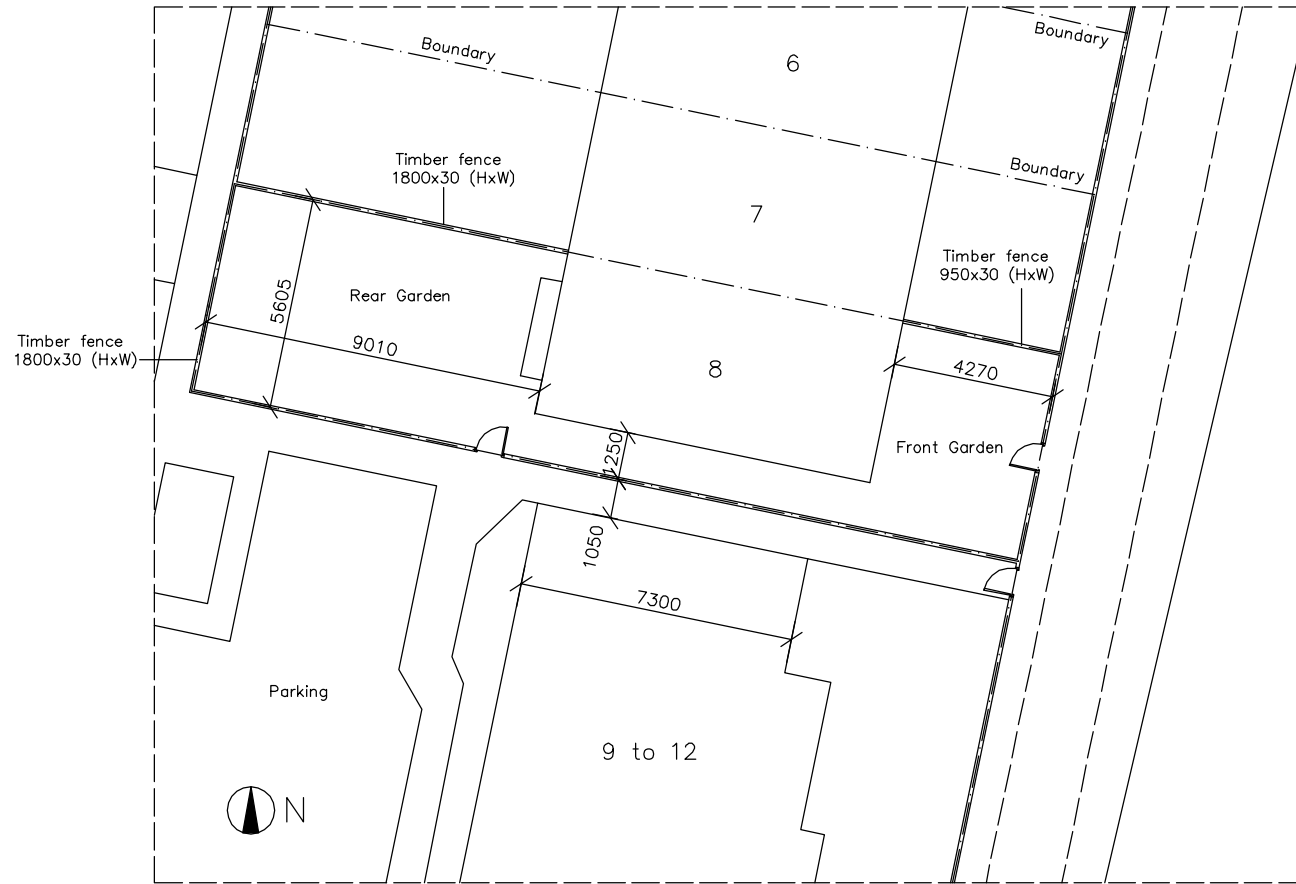 Boundary
6
Boundary
Timber fence
1800x30 (HxW)
Boundary
7
Timber fence
950x30 (HxW)
Rear Garden
5605
Timber fence
1800x30 (HxW)
9010
8
4270
Front Garden
1250
1050
7300
Parking
9 to 12
N